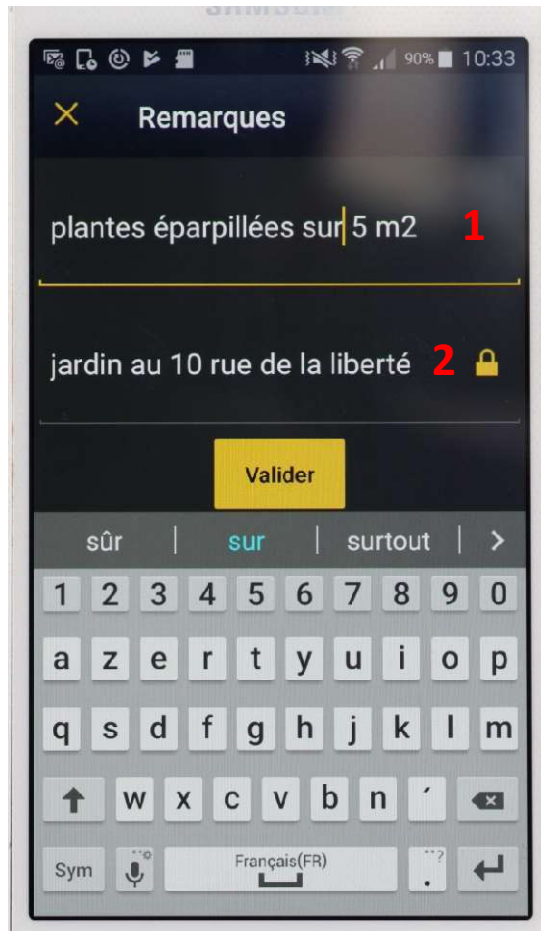 SAMSUNG
90% 10:33
Remarques
plantes éparpillées sur 5 m2 1
jardin au 10 rue de la liberté 2
Valider
sûr | sur | surtout | >
1 2 3 4 5 6 7 8 9 0
a z e r t y u i o p
q s d f g h j k l m
w x c v b n ´
Sym Français(FR) . ..?